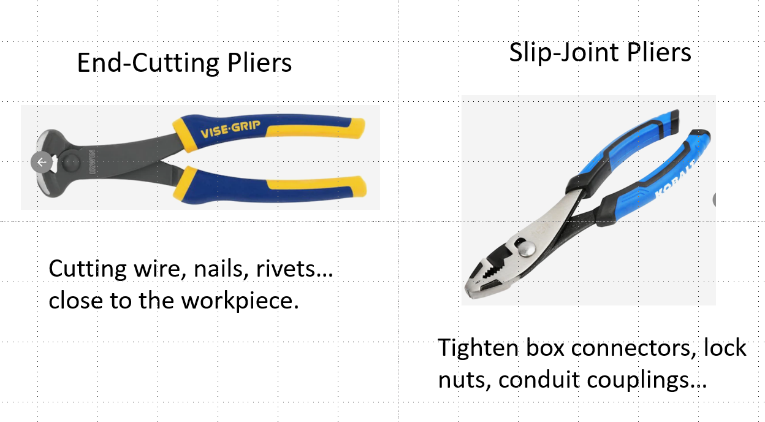 End-Cutting Pliers
VISE-GRIP
Cutting wire, nails, rivets...
close to the workpiece.
Slip-Joint Pliers
KOBALT
Tighten box connectors, lock
nuts, conduit couplings...